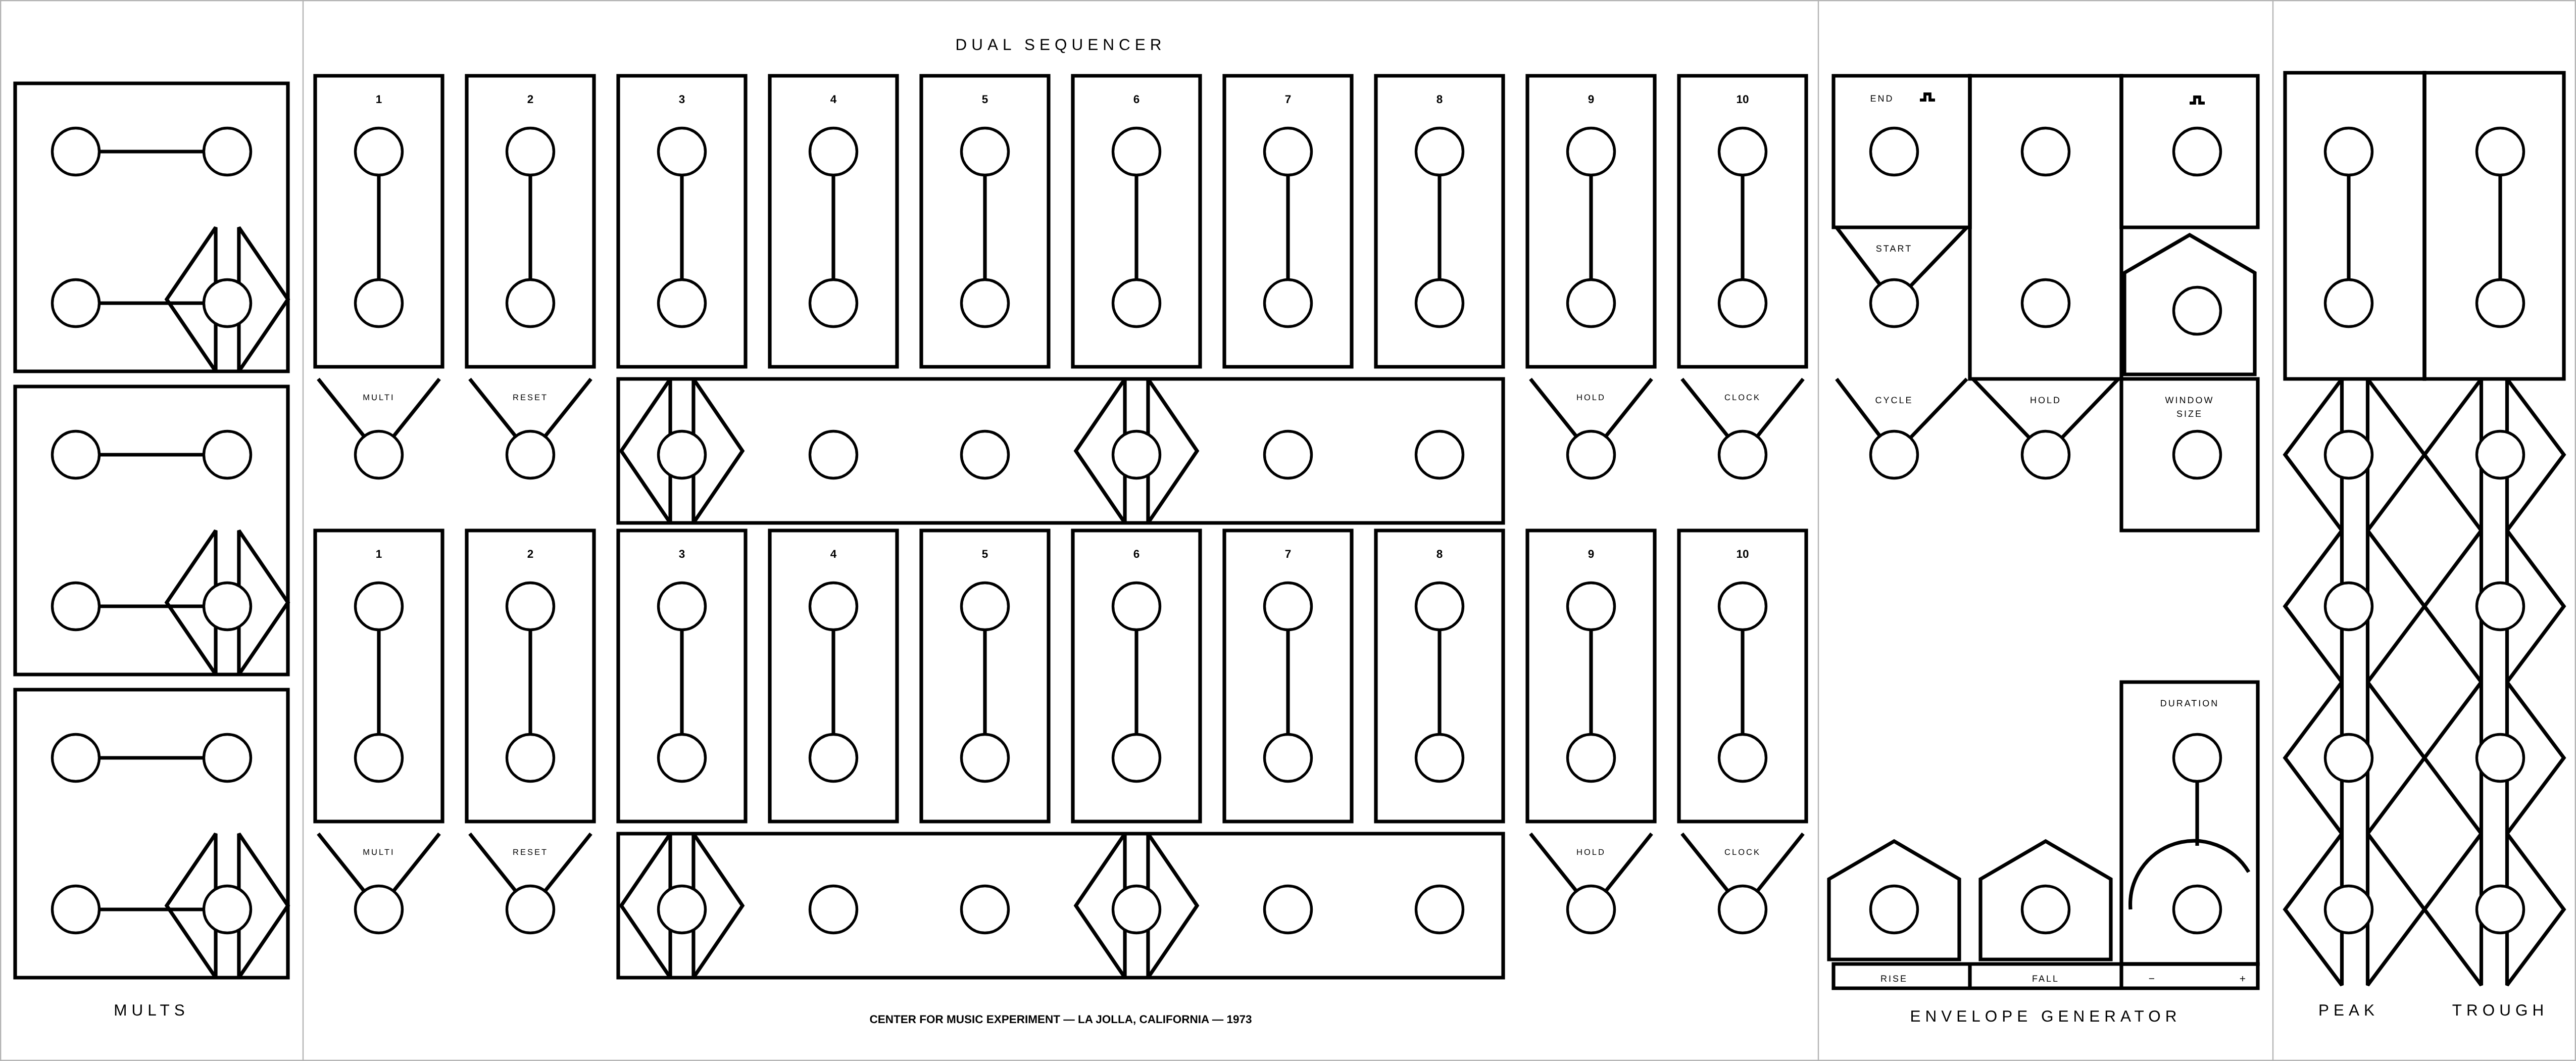 DUAL SEQUENCER
1 2 3 4 5 6 7 8 9 10
MULTI RESET HOLD CLOCK
1 2 3 4 5 6 7 8 9 10
MULTI RESET HOLD CLOCK
MULTS
CENTER FOR MUSIC EXPERIMENT — LA JOLLA, CALIFORNIA — 1973
END
START
CYCLE HOLD WINDOW
SIZE
DURATION
RISE FALL − +
ENVELOPE GENERATOR
PEAK TROUGH